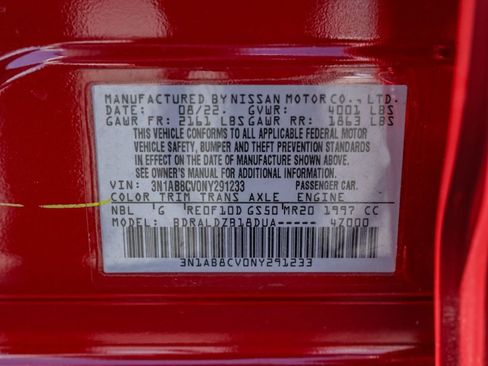 MANUFACTURED BY NISSAN MOTOR CO., LTD.
DATE: 08/22 GVWR: 4001 LBS
GAWR FR: 2161 LBS GAWR RR: 1863 LBS
THIS VEHICLE CONFORMS TO ALL APPLICABLE FEDERAL MOTOR
VEHICLE SAFETY, BUMPER AND THEFT PREVENTION STANDARDS
IN EFFECT ON THE DATE OF MANUFACTURE SHOWN ABOVE.
SEE OWNER'S MANUAL FOR ADDITIONAL INFORMATION.
VIN: 3N1AB8CV0NY291233 PASSENGER CAR.
COLOR TRIM TRANS AXLE ENGINE
NBL G RE0F10D GS50 MR20 1997 CC
MODEL: BDRALDZB18DUA----- 4Z000
3N1AB8CV0NY291233